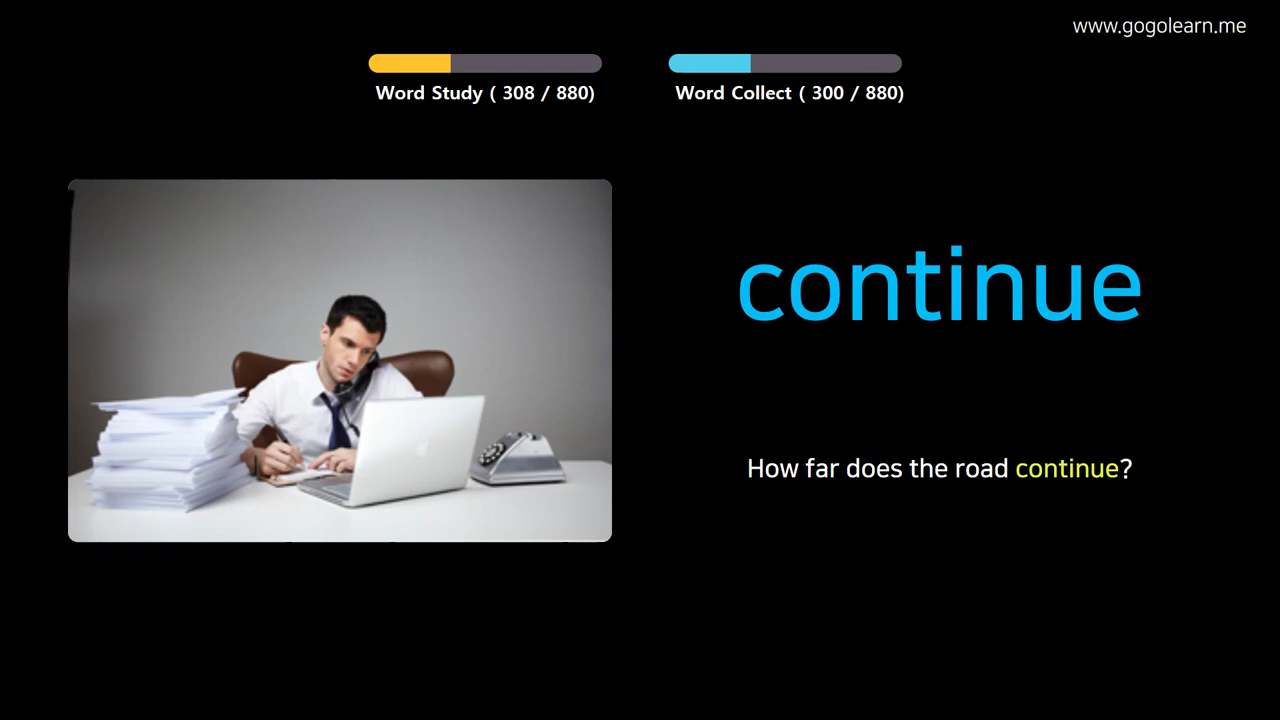 www.gogolearn.me
Word Study ( 308 / 880)
Word Collect ( 300 / 880)
continue
How far does the road continue?